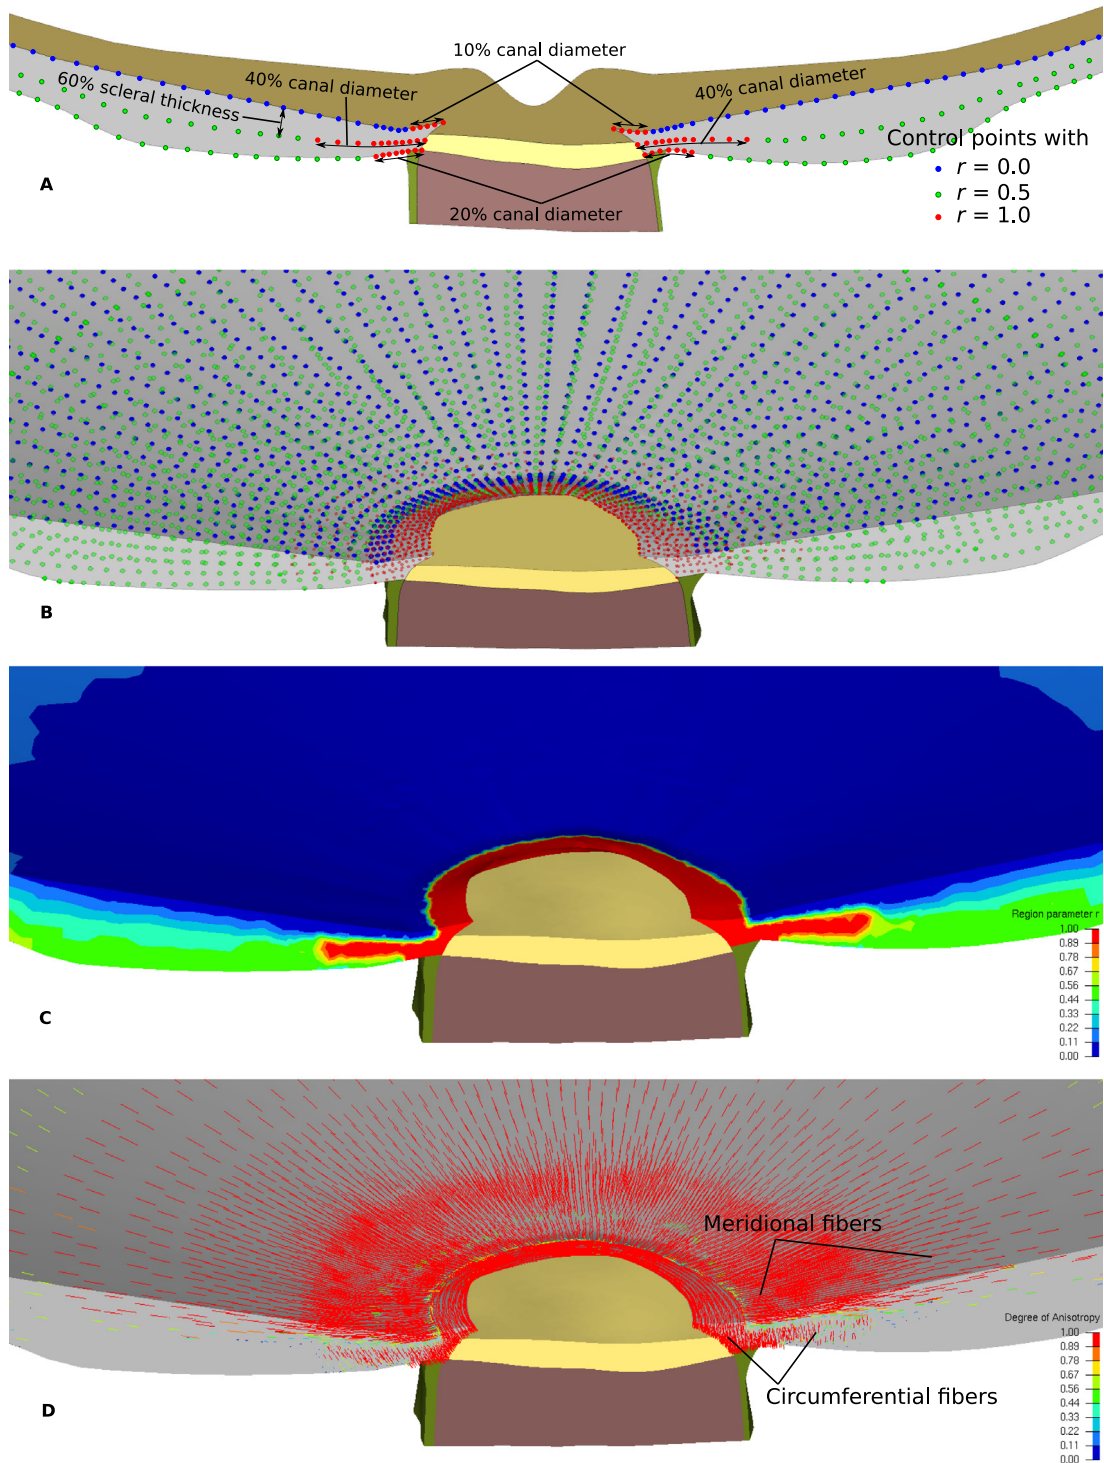 10% canal diameter
60% scleral thickness
40% canal diameter
40% canal diameter
Control points with
r = 0.0
r = 0.5
r = 1.0
A
20% canal diameter
B
Region parameter r
1.00
0.89
0.78
0.67
0.56
0.44
0.33
0.22
0.11
0.00
C
Meridional fibers
Degree of Anisotropy
1.00
0.89
0.78
0.67
0.56
0.44
0.33
0.22
0.11
0.00
Circumferential fibers
D